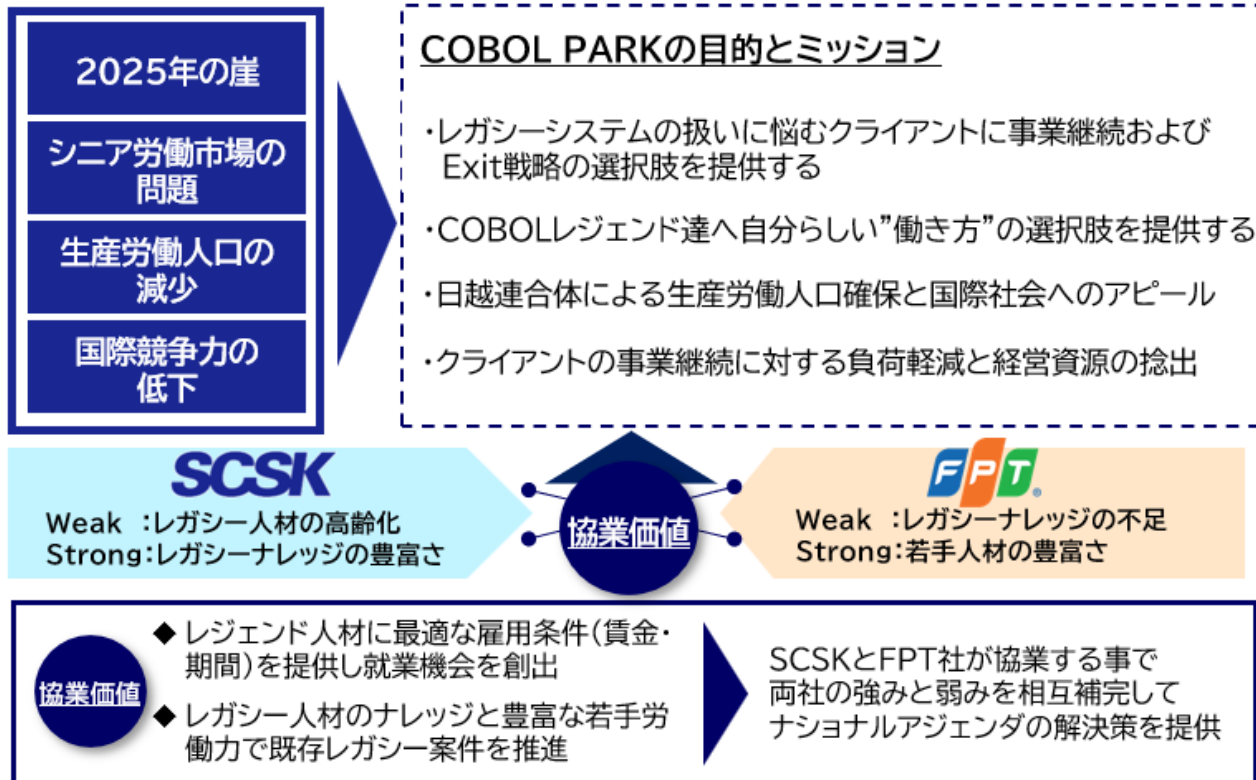 2025年の崖
シニア労働市場の
問題
生産労働人口の
減少
国際競争力の
低下
COBOL PARKの目的とミッション
・レガシーシステムの扱いに悩むクライアントに事業継続および
Exit戦略の選択肢を提供する
・COBOLレジェンド達へ自分らしい”働き方”の選択肢を提供する
・日越連合体による生産労働人口確保と国際社会へのアピール
・クライアントの事業継続に対する負荷軽減と経営資源の捻出
SCSK
Weak ：レガシー人材の高齢化
Strong：レガシーナレッジの豊富さ
協業価値
FPT®
Weak ：レガシーナレッジの不足
Strong：若手人材の豊富さ
協業価値
◆ レジェンド人材に最適な雇用条件（賃金・
期間）を提供し就業機会を創出
◆ レガシー人材のナレッジと豊富な若手労
働力で既存レガシー案件を推進
SCSKとFPT社が協業する事で
両社の強みと弱みを相互補完して
ナショナルアジェンダの解決策を提供